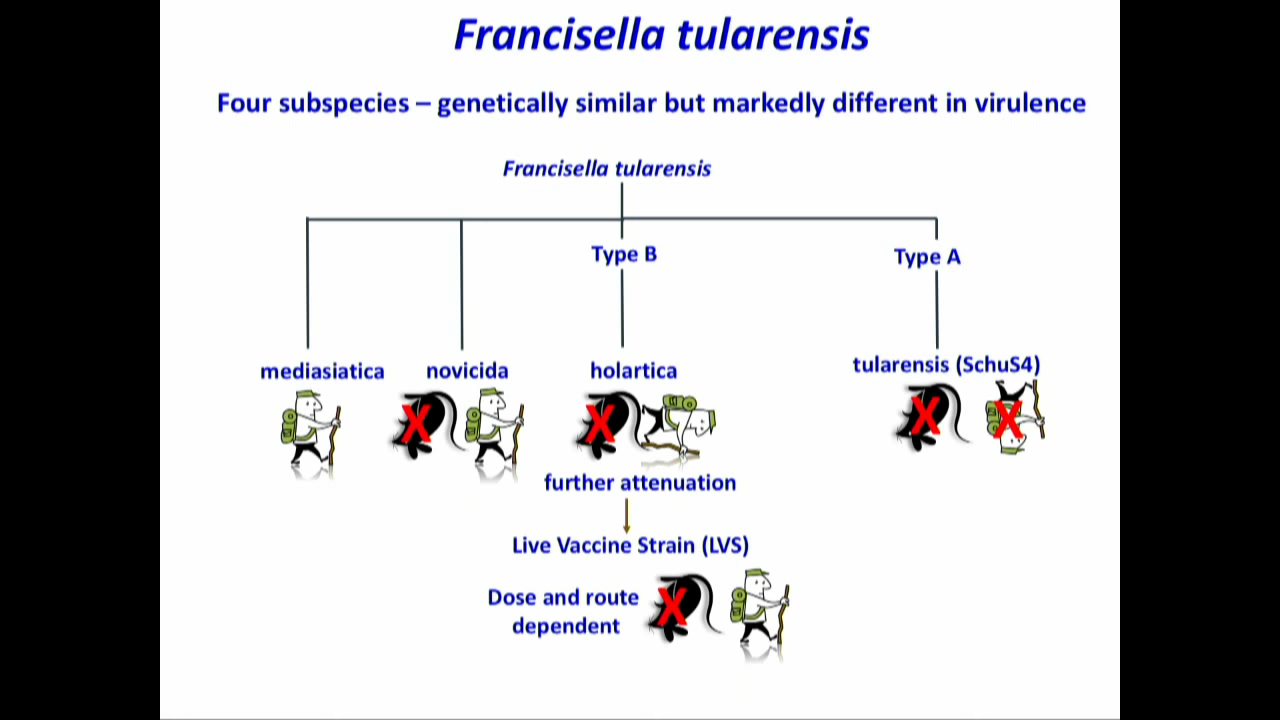 Francisella tularensis
Four subspecies – genetically similar but markedly different in virulence
Francisella tularensis
Type B
Type A
mediasiatica
novicida
holartica
tularensis (SchuS4)
X
X
X
X
further attenuation
Live Vaccine Strain (LVS)
Dose and route
dependent
X